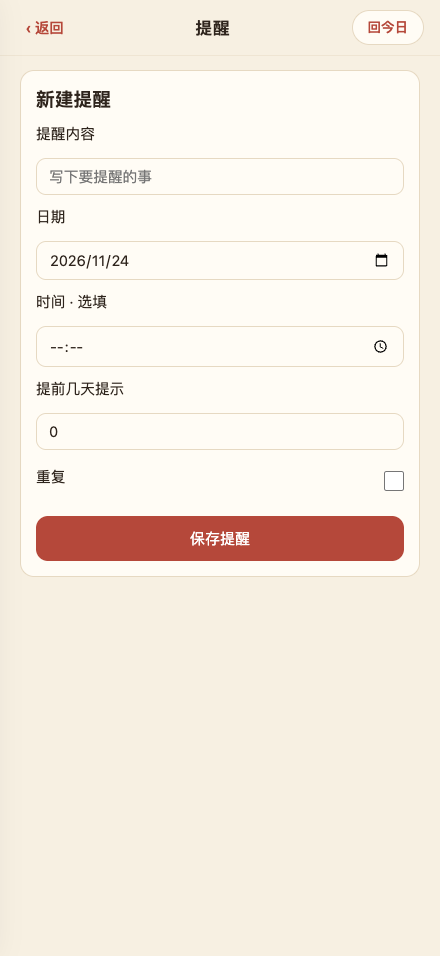 ‹ 返回
提醒
回今日
新建提醒
提醒内容
写下要提醒的事
日期
2026/11/24
时间 · 选填
--:--
提前几天提示
0
重复
保存提醒